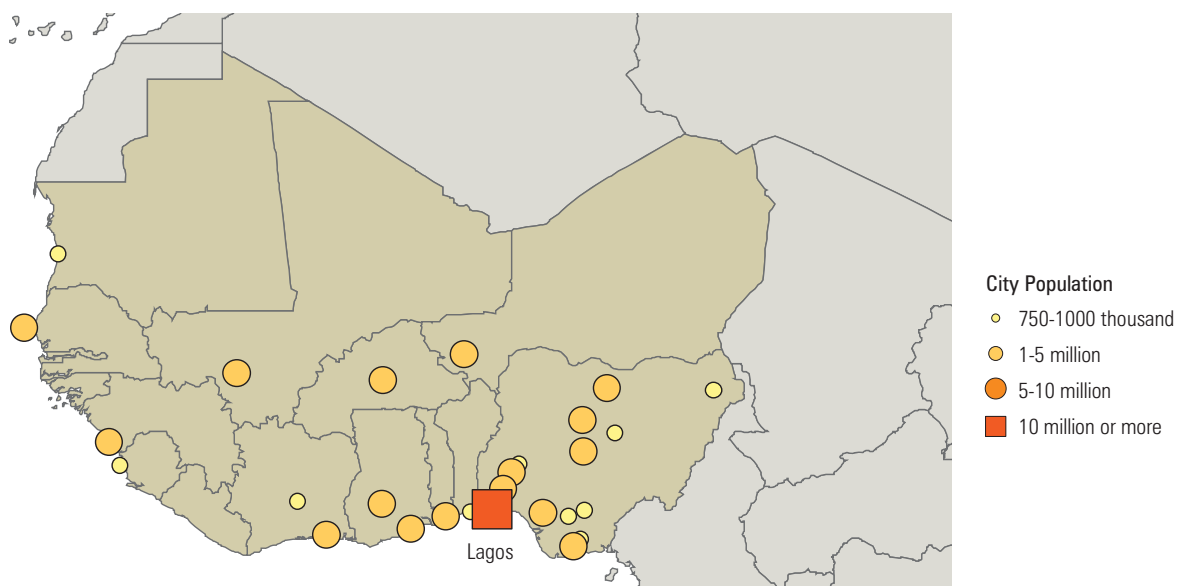 City Population
750-1000 thousand
1-5 million
5-10 million
10 million or more
Lagos